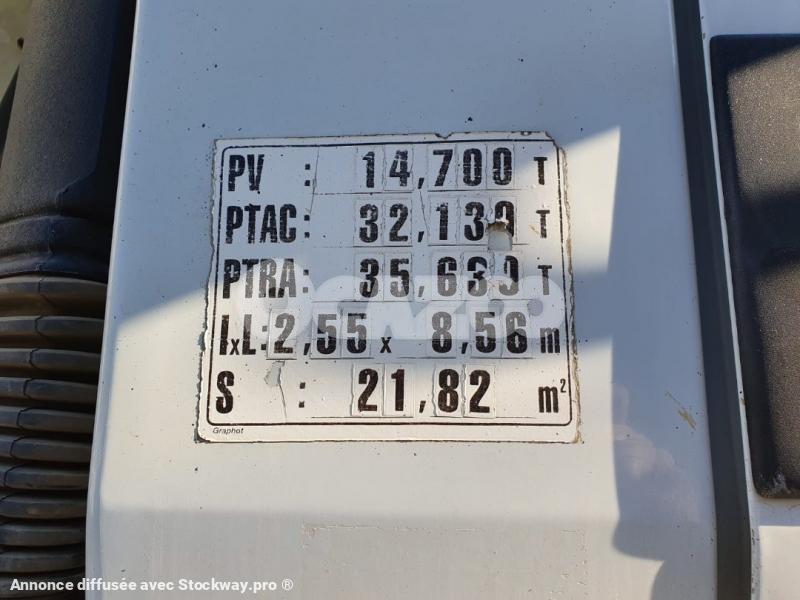 PV : 14,700 T
PTAC: 32,130 T
PTRA: 35,630 T
IxL: 2,55 x 8,56 m
S : 21,82 m²
Graphot
Annonce diffusée avec Stockway.pro ®